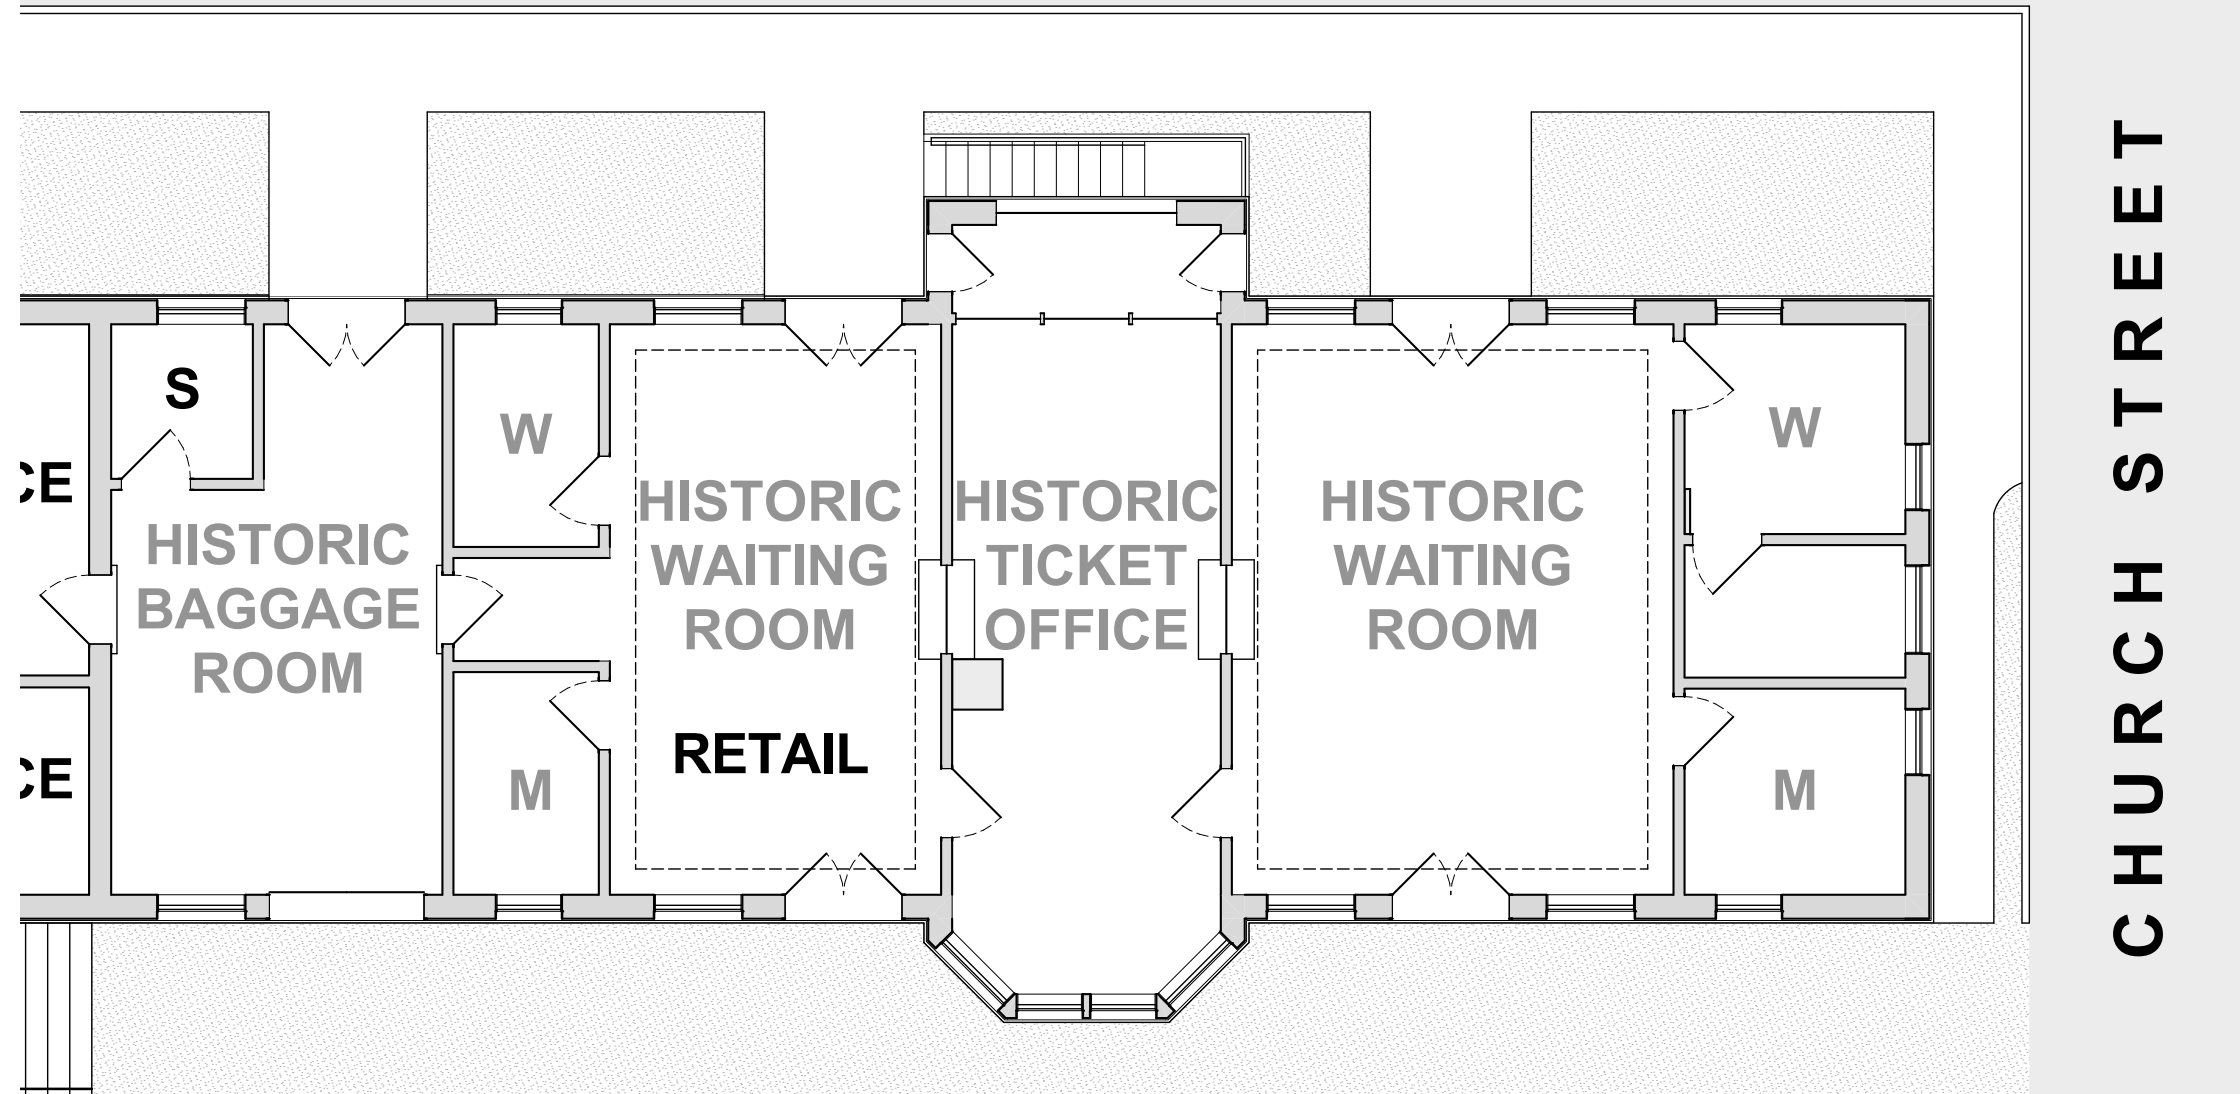 S
CE
HISTORIC
BAGGAGE
ROOM
CE
W
M
HISTORIC
WAITING
ROOM
RETAIL
HISTORIC
TICKET
OFFICE
HISTORIC
WAITING
ROOM
W
M
CHURCH STREET